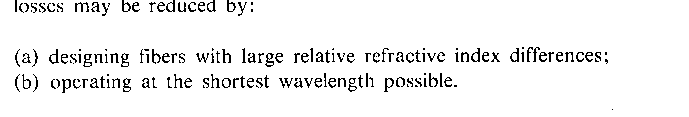 losses may be reduced by:
(a) designing fibers with large relative refractive index differences;
(b) operating at the shortest wavelength possible.